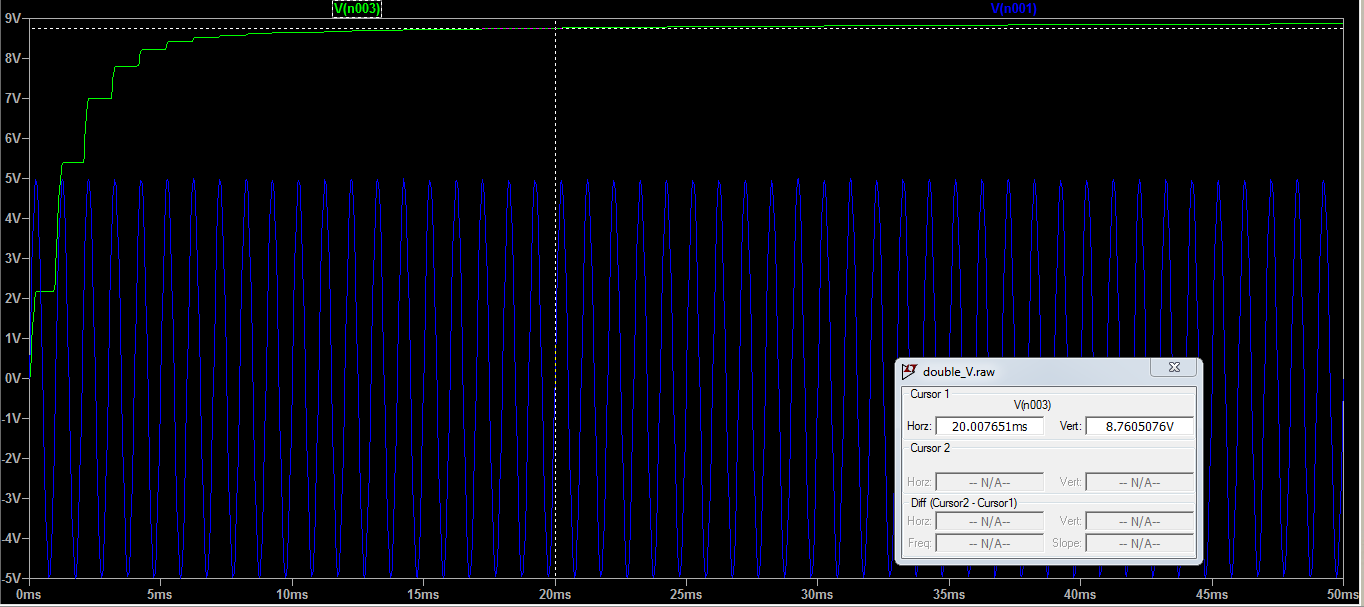 V(n003) V(n001)
9V
8V
7V
6V
5V
4V
3V
2V
1V
0V
-1V
-2V
-3V
-4V
-5V
0ms 5ms 10ms 15ms 20ms 25ms 30ms 35ms 40ms 45ms 50ms
double_V.raw
Cursor 1
V(n003)
Horz: 20.007651ms Vert: 8.7605076V
Cursor 2
Horz: -- N/A-- Vert: -- N/A--
Diff (Cursor2 - Cursor1)
Horz: -- N/A-- Vert: -- N/A--
Freq: -- N/A-- Slope: -- N/A--